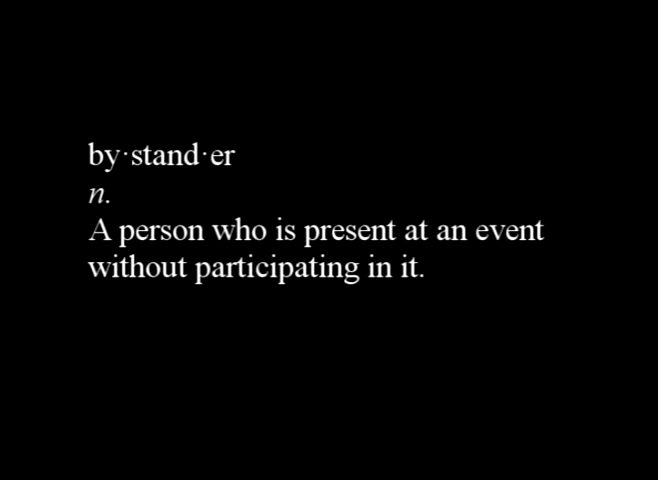 by·stand·er
n.
A person who is present at an event
without participating in it.